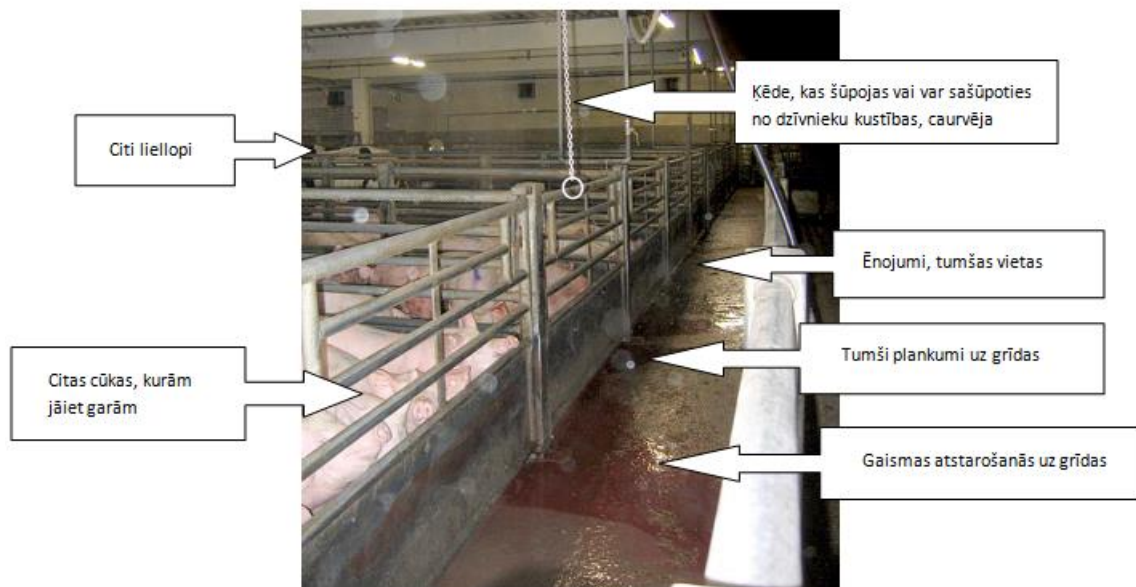 Citi liellopi
Citas cūkas, kurām
jāiet garām
Ķēde, kas šūpojas vai var sašūpoties
no dzīvnieku kustības, caurvēja
Ēnojumi, tumšas vietas
Tumši plankumi uz grīdas
Gaismas atstarošanās uz grīdas